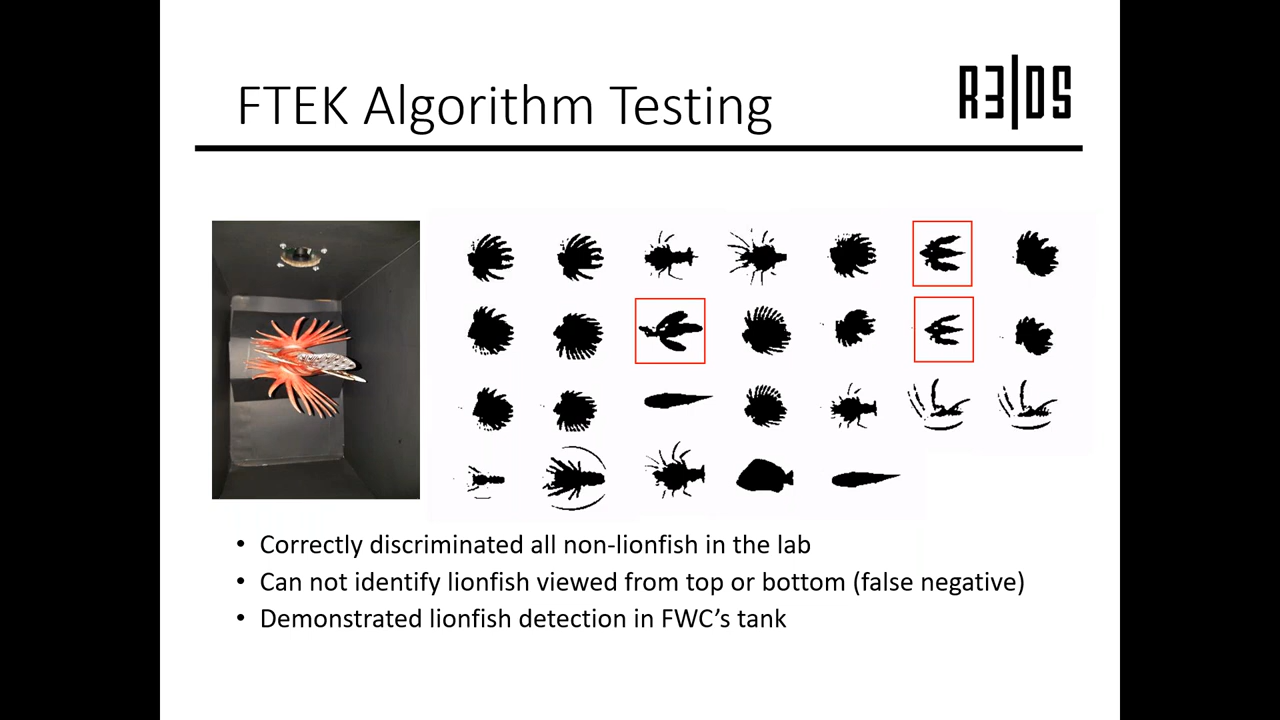 FTEK Algorithm Testing
R3|DS
• Correctly discriminated all non-lionfish in the lab
• Can not identify lionfish viewed from top or bottom (false negative)
• Demonstrated lionfish detection in FWC’s tank